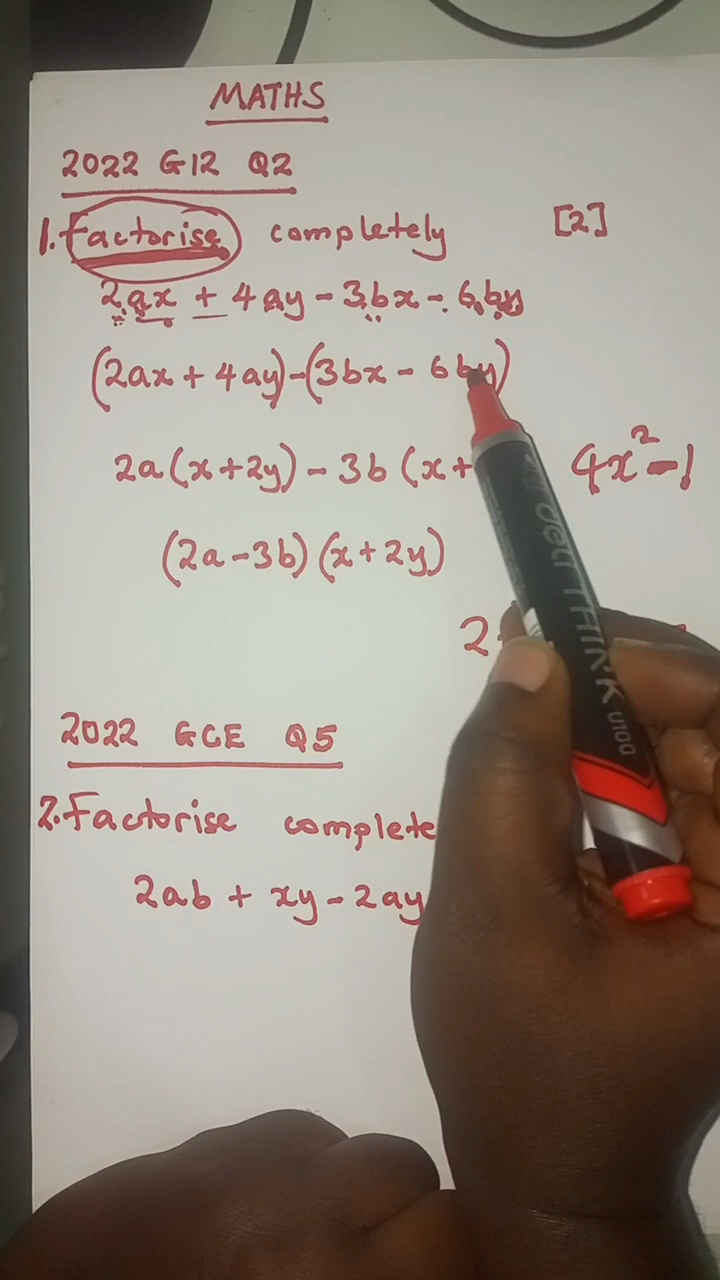 MATHS
2022 G12 Q2
1. Factorise completely [2]
2ax + 4ay - 3bx - 6by
(2ax + 4ay) - (3bx - 6by)
2a(x+2y) - 3b (x+
4x² - 1
(2a - 3b) (x + 2y)
2
2022 GCE Q5
2. Factorise complete
2ab + xy - 2ay
deli THINK U100